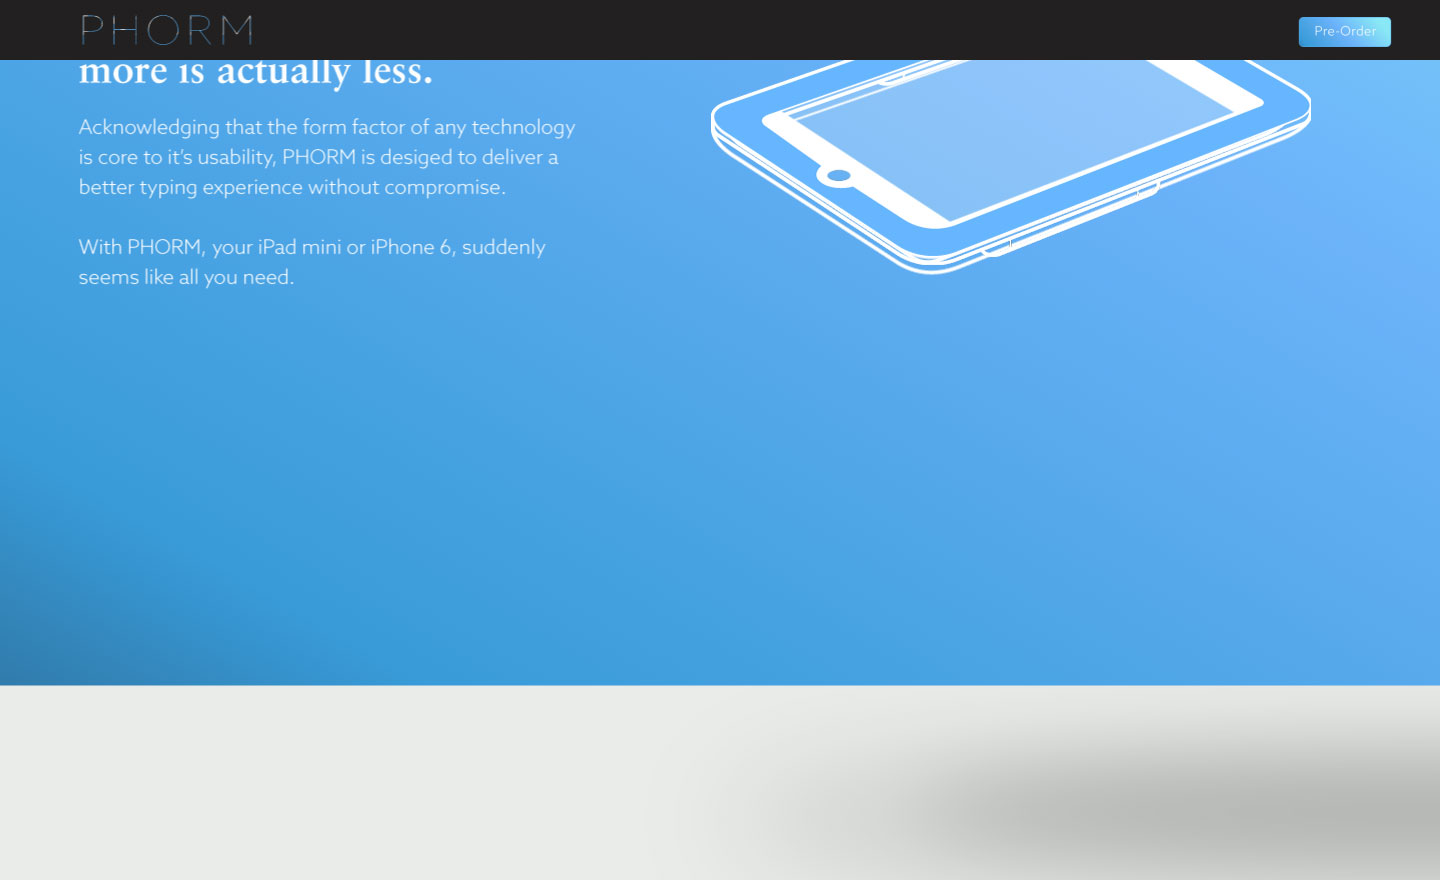 PHORM
Pre-Order
more is actually less.
Acknowledging that the form factor of any technology
is core to it’s usability, PHORM is desiged to deliver a
better typing experience without compromise.
With PHORM, your iPad mini or iPhone 6, suddenly
seems like all you need.